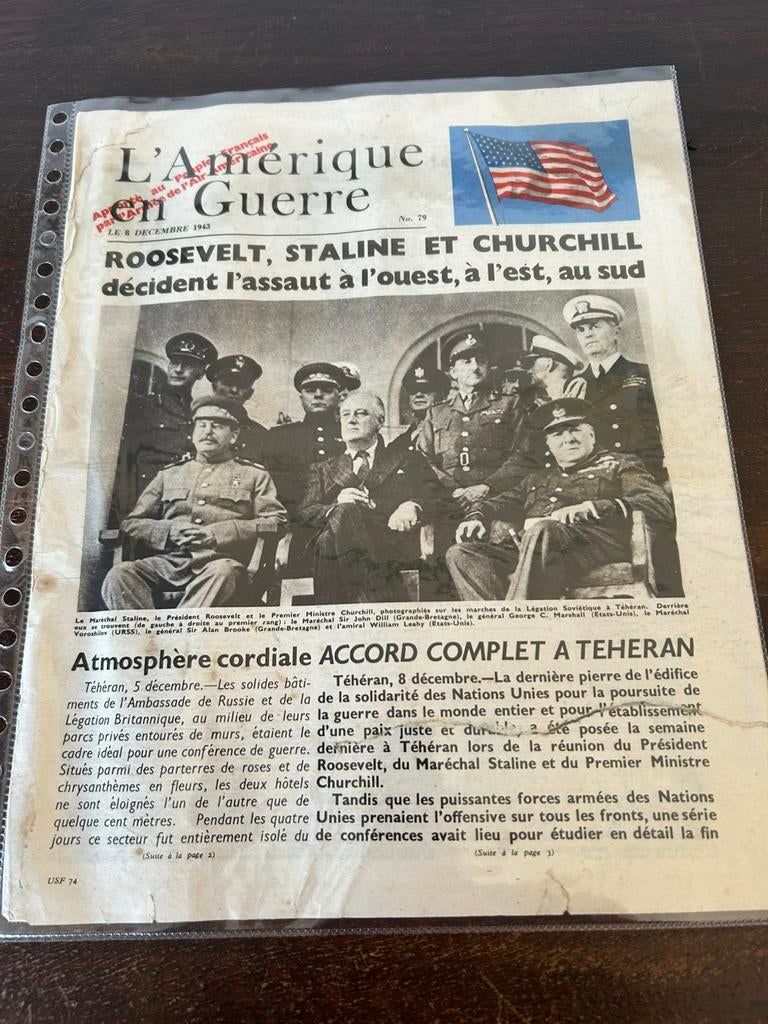 L'Amérique
en Guerre
Apporté au Peuple Français
par l'Armée de l'Air Américaine
LE 8 DECEMBRE 1943
No. 79
ROOSEVELT, STALINE ET CHURCHILL
décident l'assaut à l'ouest, à l'est, au sud
Le Maréchal Staline, le Président Roosevelt et le Premier Ministre Churchill, photographiés sur les marches de la Légation Soviétique à Téhéran. Derrière
eux se trouvent (de gauche à droite au premier rang) : le Maréchal Sir John Dill (Grande-Bretagne), le général George C. Marshall (Etats-Unis), le Maréchal
Voroshilov (URSS), le général Sir Alan Brooke (Grande-Bretagne) et l'amiral William Leahy (Etats-Unis).
Atmosphère cordiale
Téhéran, 5 décembre.—Les solides bâti-
ments de l'Ambassade de Russie et de la
Légation Britannique, au milieu de leurs
parcs privés entourés de murs, étaient le
cadre idéal pour une conférence de guerre.
Situés parmi des parterres de roses et de
chrysanthèmes en fleurs, les deux hôtels
ne sont éloignés l'un de l'autre que de
quelque cent mètres. Pendant les quatre
jours ce secteur fut entièrement isolé du
(Suite à la page 2)
ACCORD COMPLET A TEHERAN
Téhéran, 8 décembre.—La dernière pierre de l'édifice
de la solidarité des Nations Unies pour la poursuite de
la guerre dans le monde entier et pour l'établissement
d'une paix juste et durable, a été posée la semaine
dernière à Téhéran lors de la réunion du Président
Roosevelt, du Maréchal Staline et du Premier Ministre
Churchill.
Tandis que les puissantes forces armées des Nations
Unies prenaient l'offensive sur tous les fronts, une série
de conférences avait lieu pour étudier en détail la fin
(Suite à la page 3)
USF 74